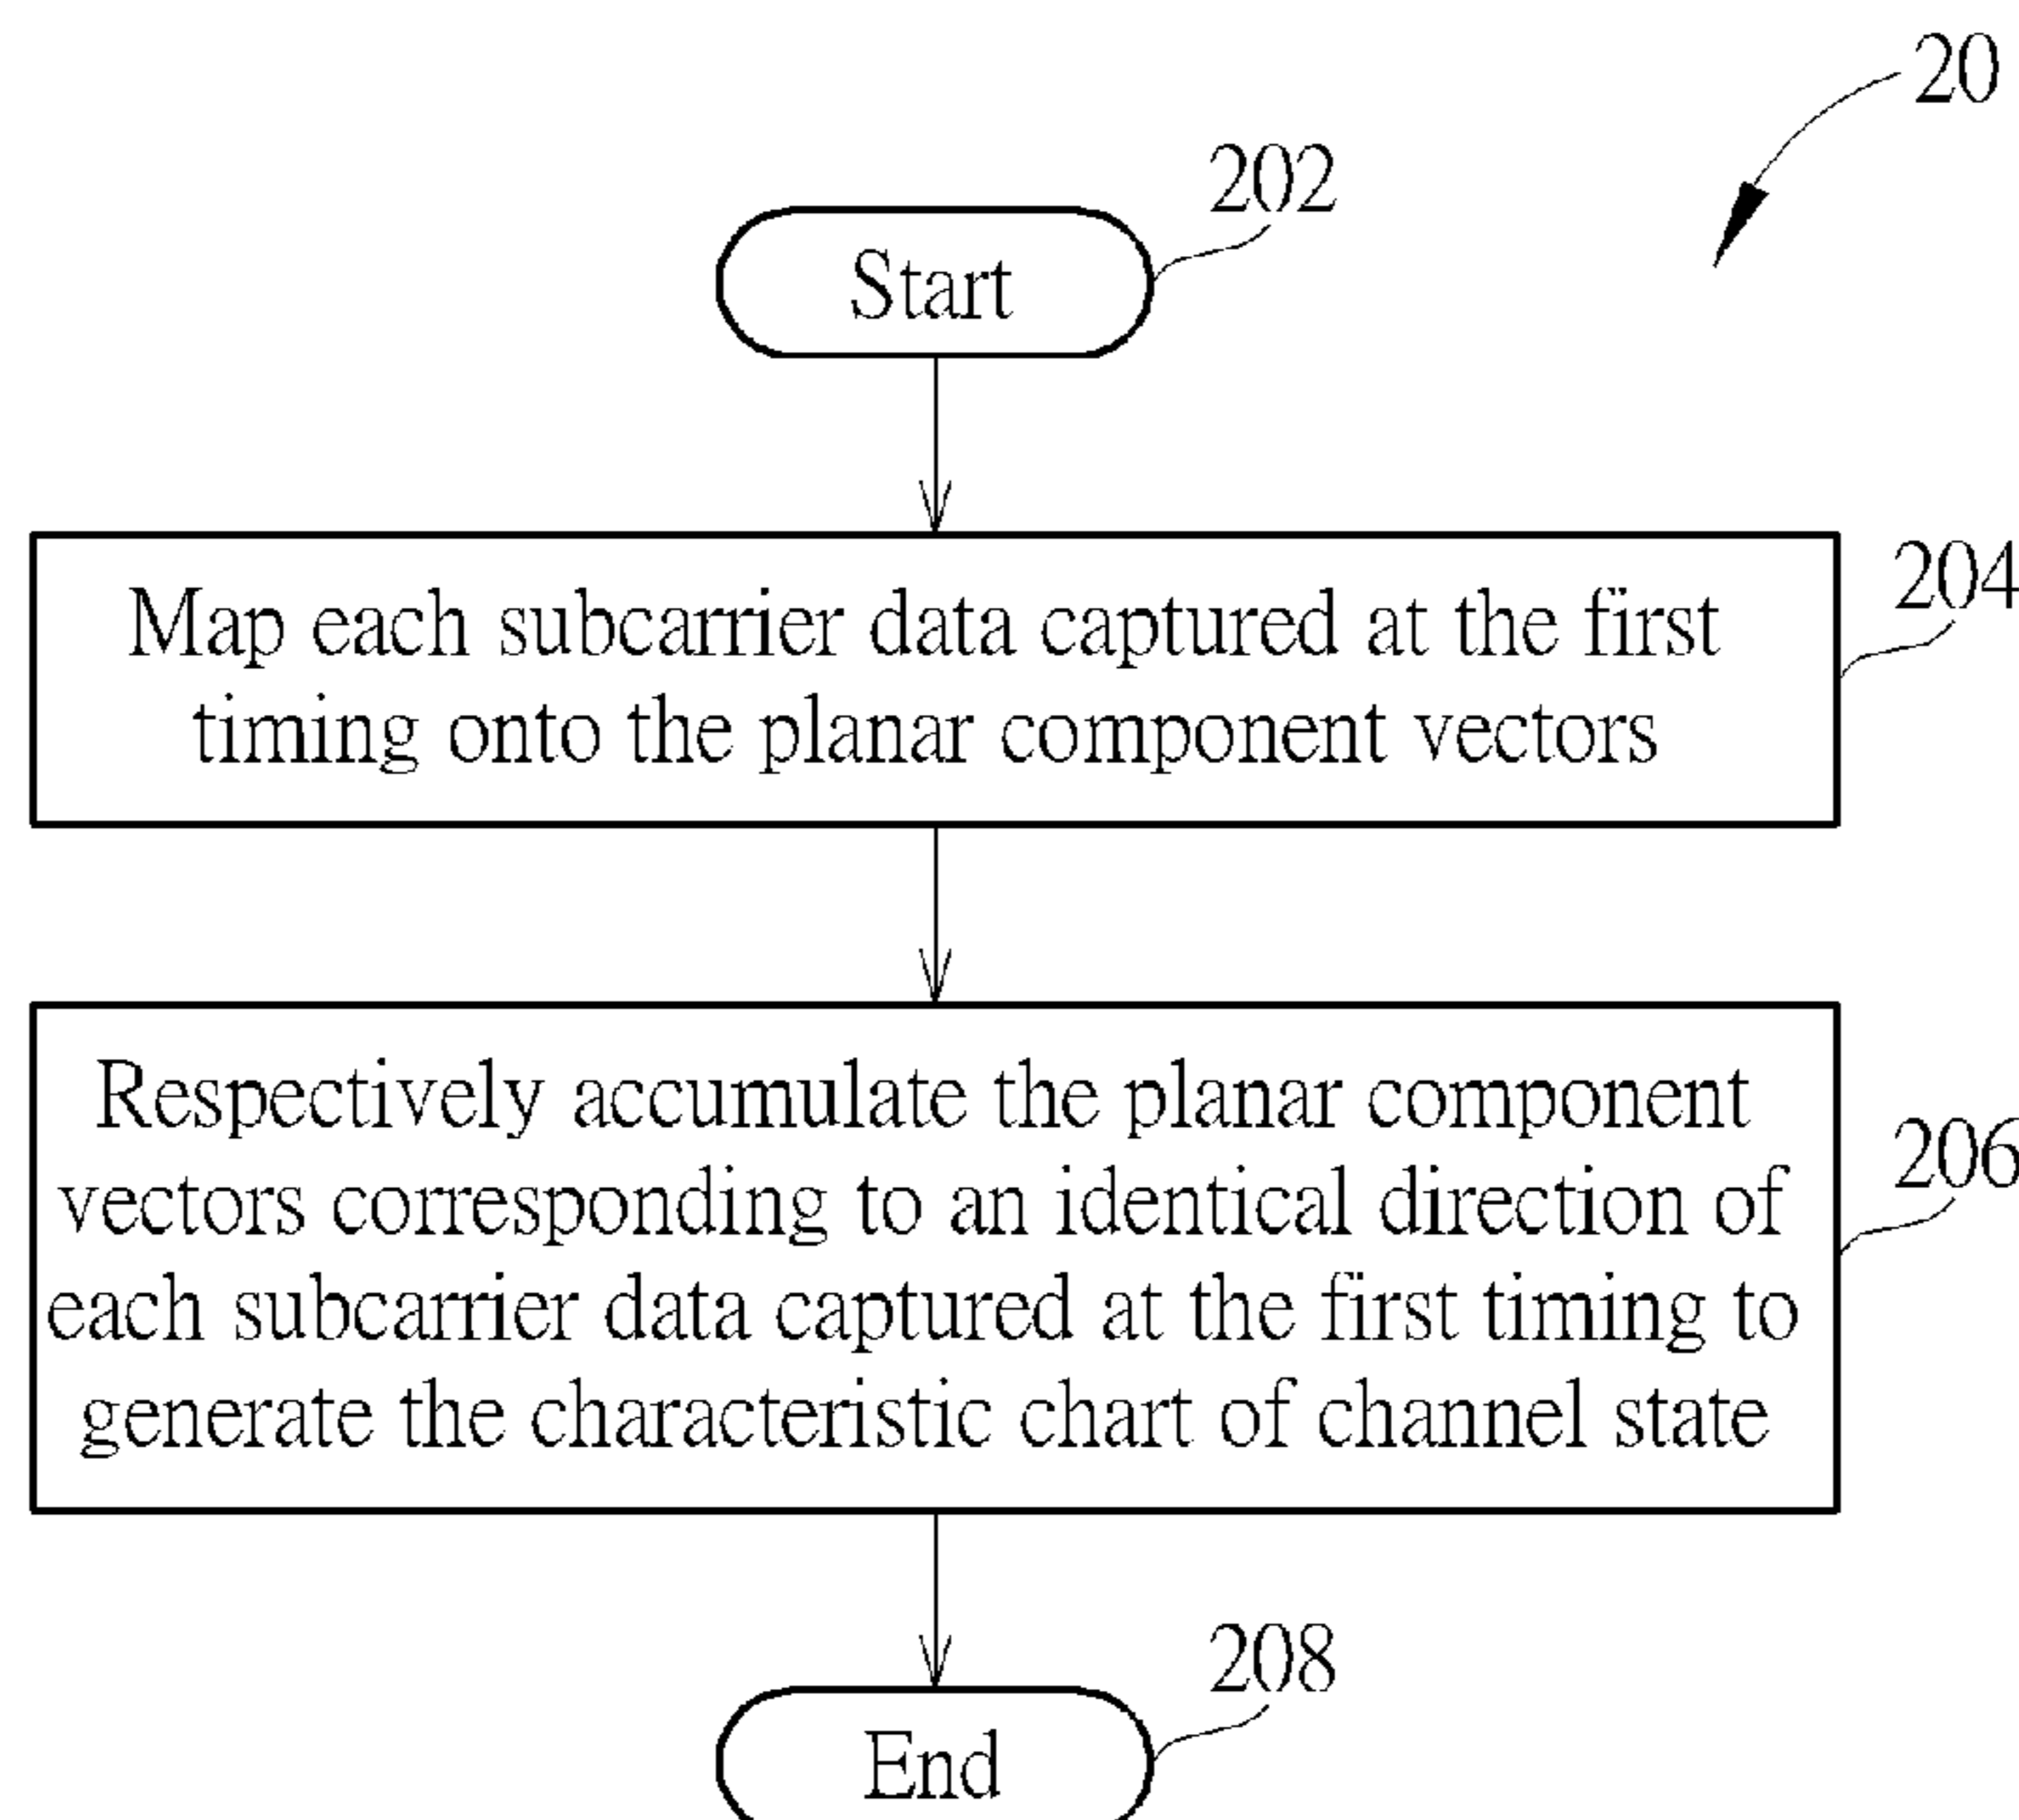 20
202
Start
204
Map each subcarrier data captured at the first
timing onto the planar component vectors
206
Respectively accumulate the planar component
vectors corresponding to an identical direction of
each subcarrier data captured at the first timing to
generate the characteristic chart of channel state
208
End